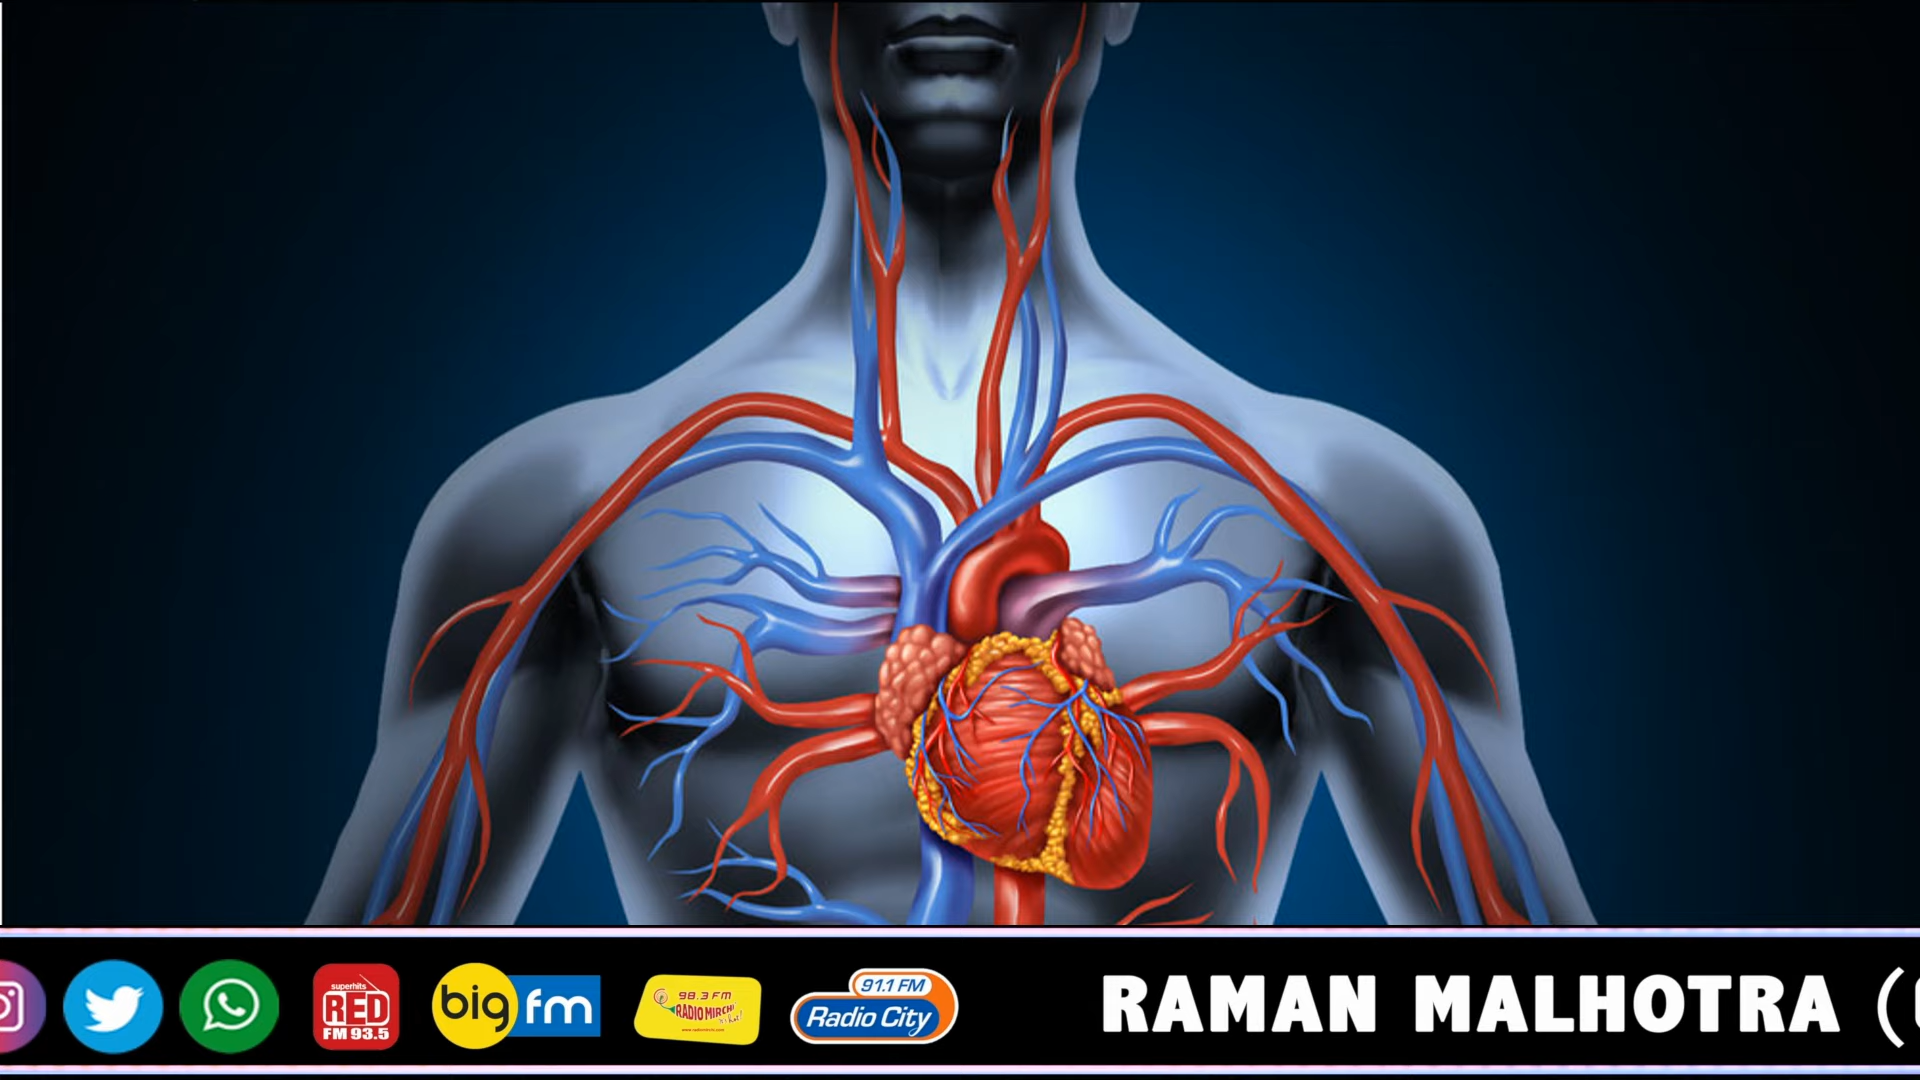 superhits
RED
FM 93.5
big fm
98.3 FM
RADIO MIRCHI
91.1 FM
Radio City
RAMAN MALHOTRA (